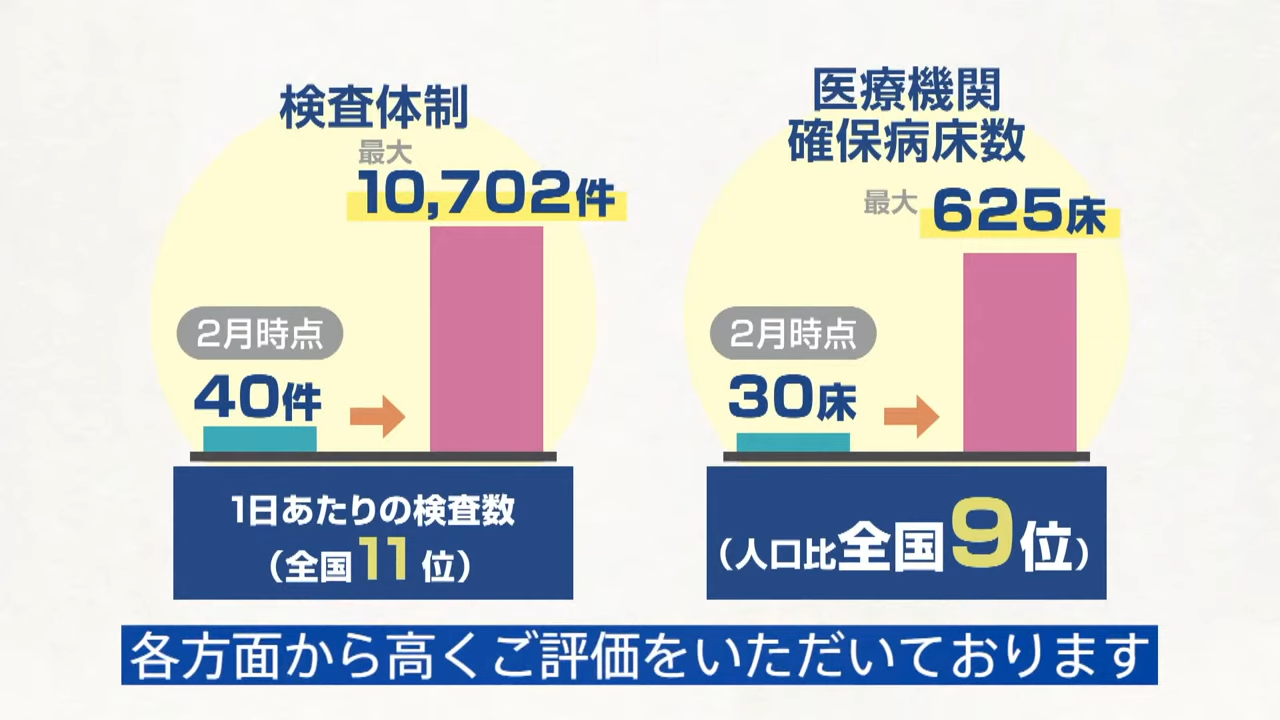 検査体制
最大
10,702件
2月時点
40件
1日あたりの検査数
（全国11位）
医療機関
確保病床数
最大 625床
2月時点
30床
（人口比全国9位）
各方面から高くご評価をいただいております